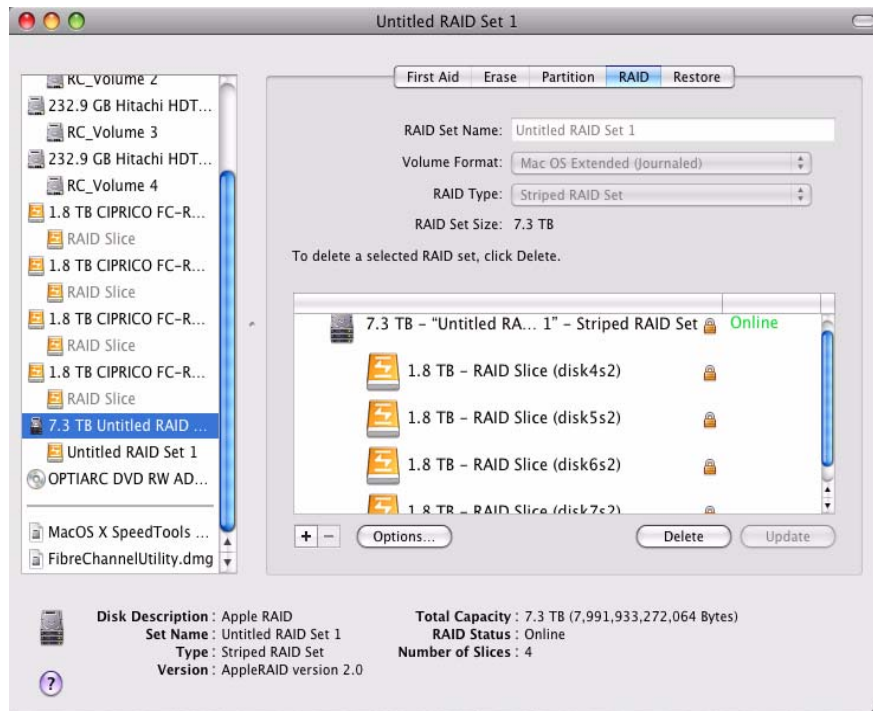 Untitled RAID Set 1
RC_Volume 2
232.9 GB Hitachi HDT...
RC_Volume 3
232.9 GB Hitachi HDT...
RC_Volume 4
1.8 TB CIPRICO FC-R...
RAID Slice
1.8 TB CIPRICO FC-R...
RAID Slice
1.8 TB CIPRICO FC-R...
RAID Slice
1.8 TB CIPRICO FC-R...
RAID Slice
7.3 TB Untitled RAID ...
Untitled RAID Set 1
OPTIARC DVD RW AD...
MacOS X SpeedTools ...
FibreChannelUtility.dmg
First Aid Erase Partition RAID Restore
RAID Set Name: Untitled RAID Set 1
Volume Format: Mac OS Extended (Journaled)
RAID Type: Striped RAID Set
RAID Set Size: 7.3 TB
To delete a selected RAID set, click Delete.
7.3 TB – “Untitled RA... 1” – Striped RAID Set Online
1.8 TB – RAID Slice (disk4s2)
1.8 TB – RAID Slice (disk5s2)
1.8 TB – RAID Slice (disk6s2)
1.8 TB – RAID Slice (disk7s2)
+ − Options... Delete Update
Disk Description : Apple RAID
Set Name : Untitled RAID Set 1
Type : Striped RAID Set
Version : AppleRAID version 2.0
Total Capacity : 7.3 TB (7,991,933,272,064 Bytes)
RAID Status : Online
Number of Slices : 4
?